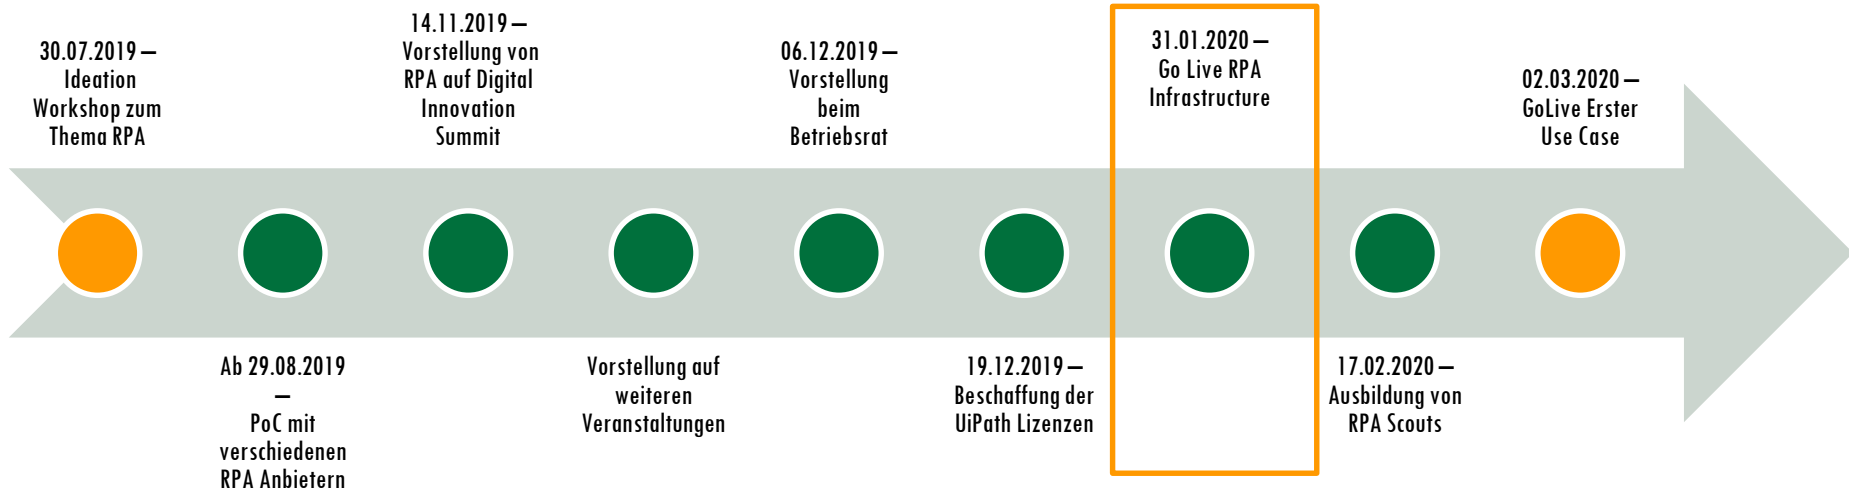 30.07.2019 –
Ideation
Workshop zum
Thema RPA
Ab 29.08.2019
–
PoC mit
verschiedenen
RPA Anbietern
14.11.2019 –
Vorstellung von
RPA auf Digital
Innovation
Summit
Vorstellung auf
weiteren
Veranstaltungen
06.12.2019 –
Vorstellung
beim
Betriebsrat
19.12.2019 –
Beschaffung der
UiPath Lizenzen
31.01.2020 –
Go Live RPA
Infrastructure
17.02.2020 –
Ausbildung von
RPA Scouts
02.03.2020 –
GoLive Erster
Use Case